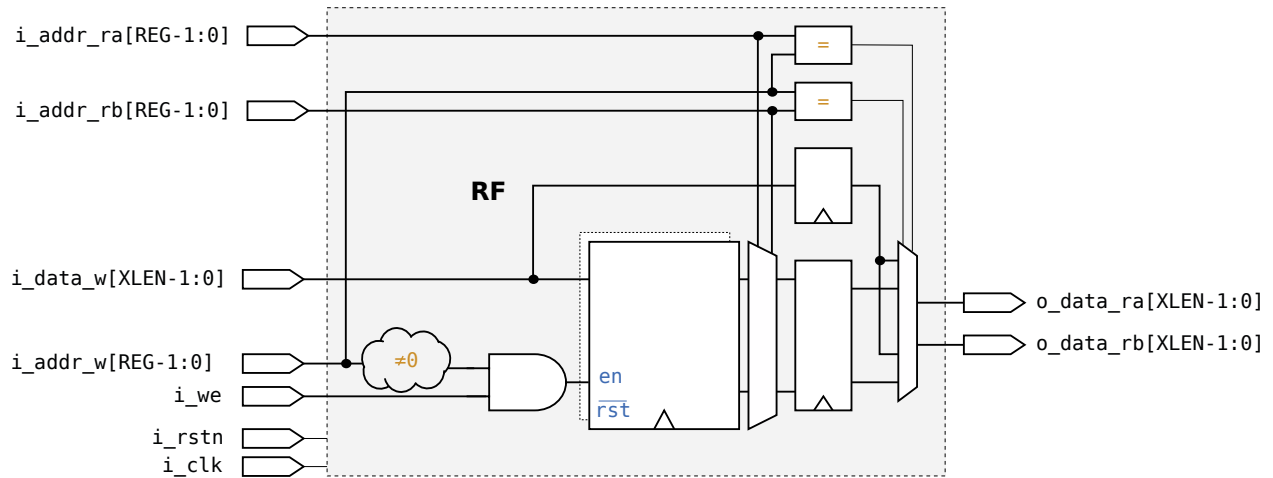 i_addr_ra[REG-1:0]
=
i_addr_rb[REG-1:0]
=
RF
i_data_w[XLEN-1:0]
o_data_ra[XLEN-1:0]
o_data_rb[XLEN-1:0]
i_addr_w[REG-1:0]
≠0
en
i_we
rst
i_rstn
i_clk